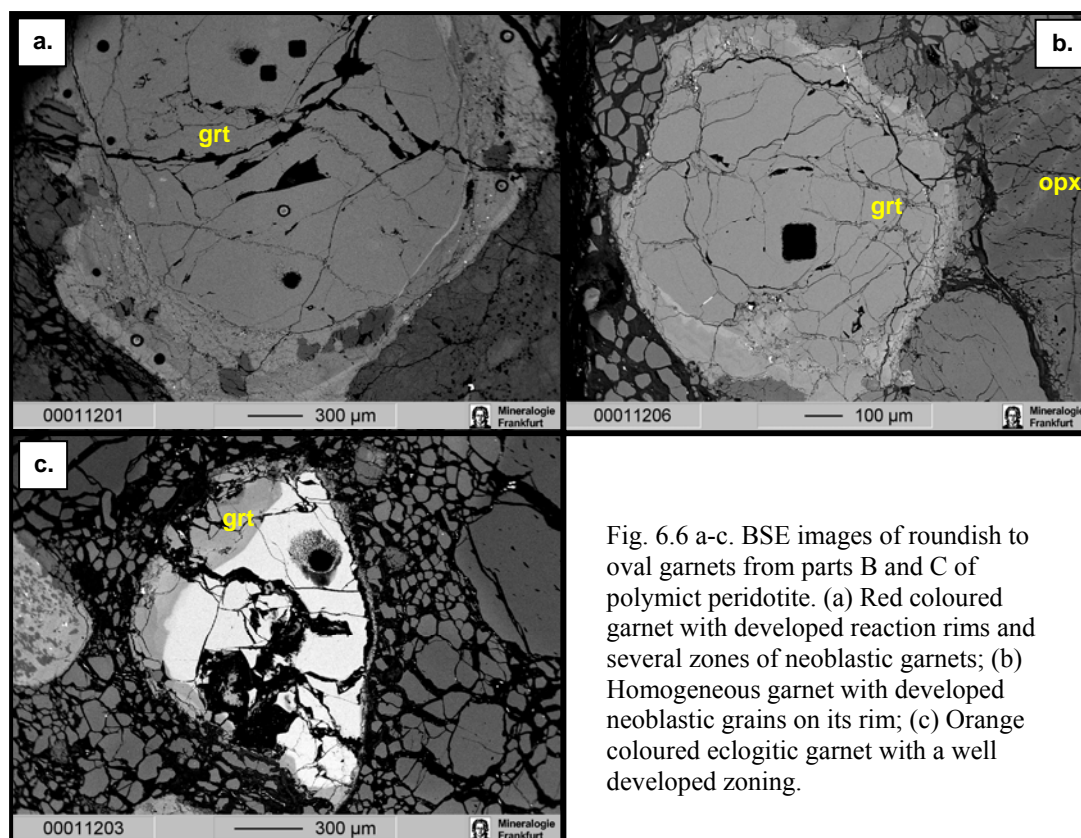 a.
grt
00011201
300 µm
Mineralogie
Frankfurt
b.
grt
opx
00011206
100 µm
Mineralogie
Frankfurt
c.
grt
00011203
300 µm
Mineralogie
Frankfurt
Fig. 6.6 a-c. BSE images of roundish to
oval garnets from parts B and C of
polymict peridotite. (a) Red coloured
garnet with developed reaction rims and
several zones of neoblastic garnets; (b)
Homogeneous garnet with developed
neoblastic grains on its rim; (c) Orange
coloured eclogitic garnet with a well
developed zoning.